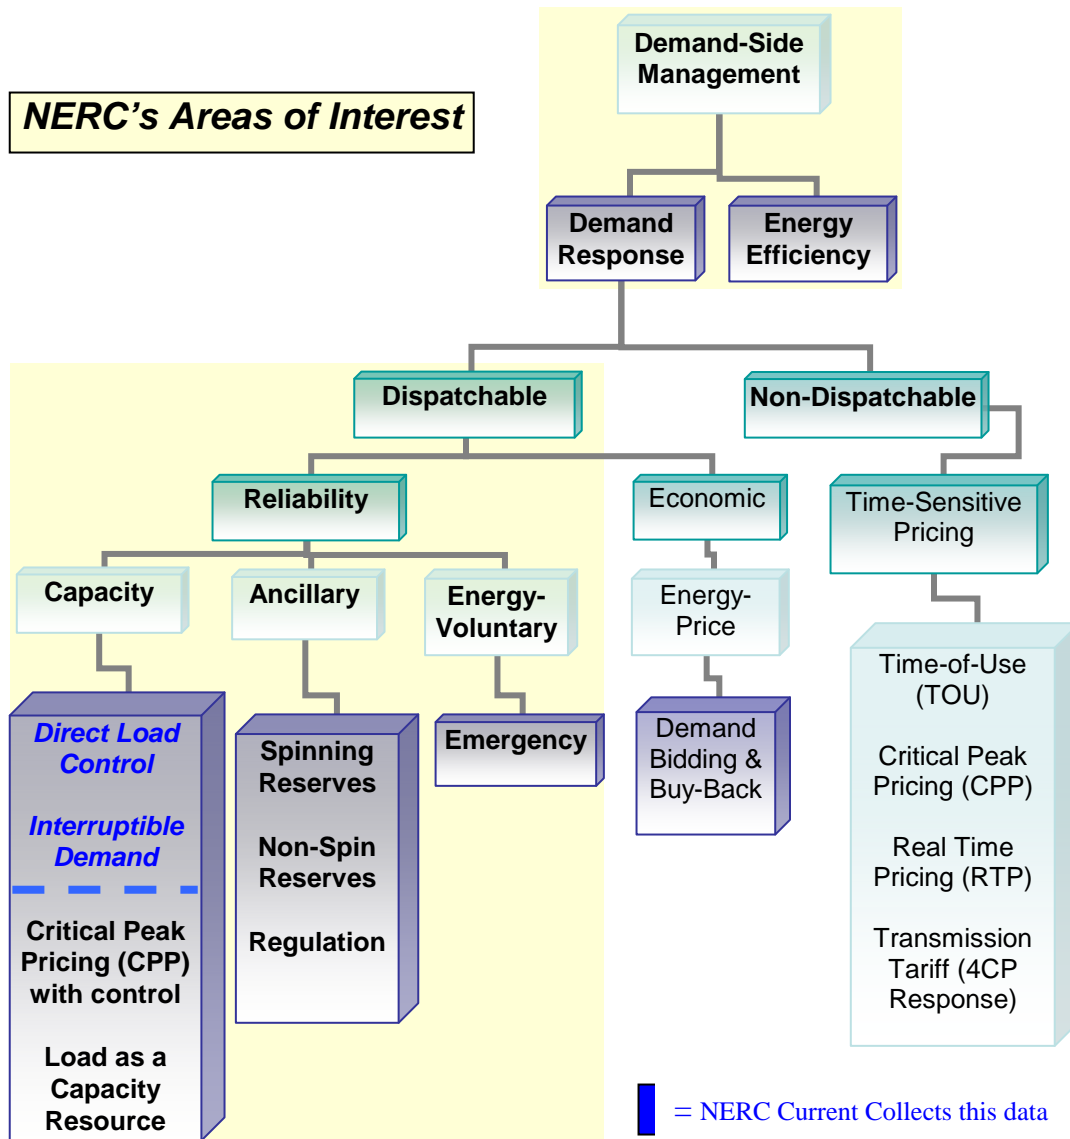 Demand-Side
Management
NERC's Areas of Interest
Demand
Response
Energy
Efficiency
Dispatchable
Non-Dispatchable
Reliability
Economic
Time-Sensitive
Pricing
Capacity
Ancillary
Energy-
Voluntary
Energy-
Price
Direct Load
Control
Interruptible
Demand
Critical Peak
Pricing (CPP)
with control
Load as a
Capacity
Resource
Spinning
Reserves
Non-Spin
Reserves
Regulation
Emergency
Demand
Bidding &
Buy-Back
Time-of-Use
(TOU)
Critical Peak
Pricing (CPP)
Real Time
Pricing (RTP)
Transmission
Tariff (4CP
Response)
= NERC Current Collects this data